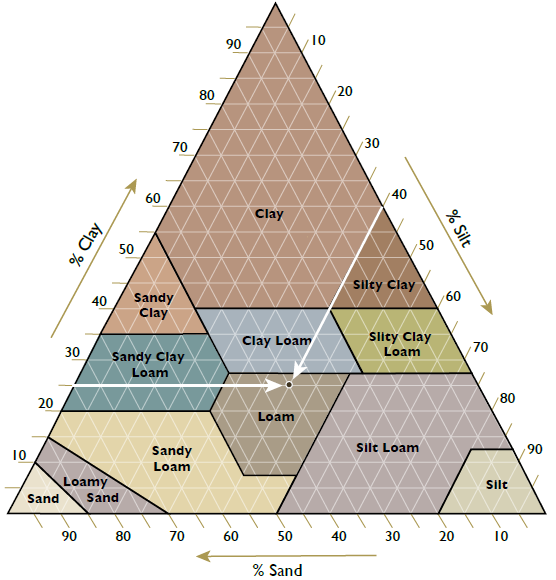 90
10
80
20
70
30
60
40
Clay
% Clay
% Silt
50
50
Silty Clay
60
40
Sandy
Clay
Clay Loam
Slity Clay
Loam
70
30
Sandy Clay
Loam
80
20
Loam
Silt Loam
90
10
Sandy
Loam
Silt
Sand
Loamy
Sand
90
80
70
60
50
40
30
20
10
% Sand